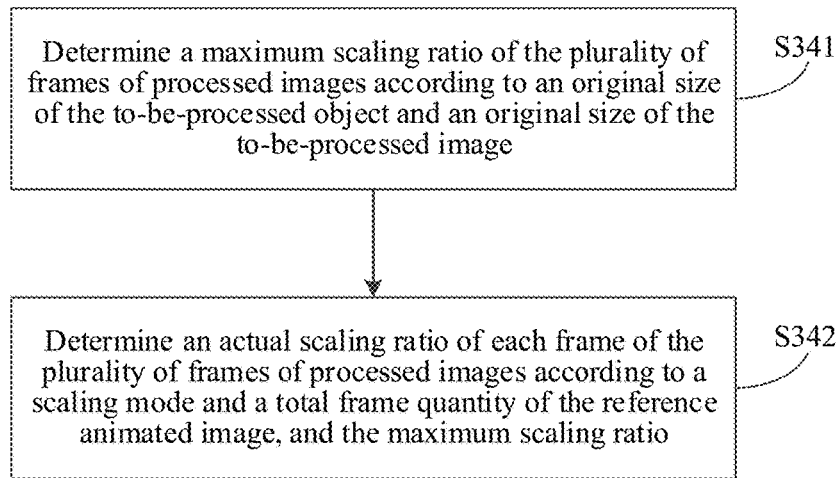 Determine a maximum scaling ratio of the plurality of
frames of processed images according to an original size
of the to-be-processed object and an original size of the
to-be-processed image
S341
Determine an actual scaling ratio of each frame of the
plurality of frames of processed images according to a
scaling mode and a total frame quantity of the reference
animated image, and the maximum scaling ratio
S342